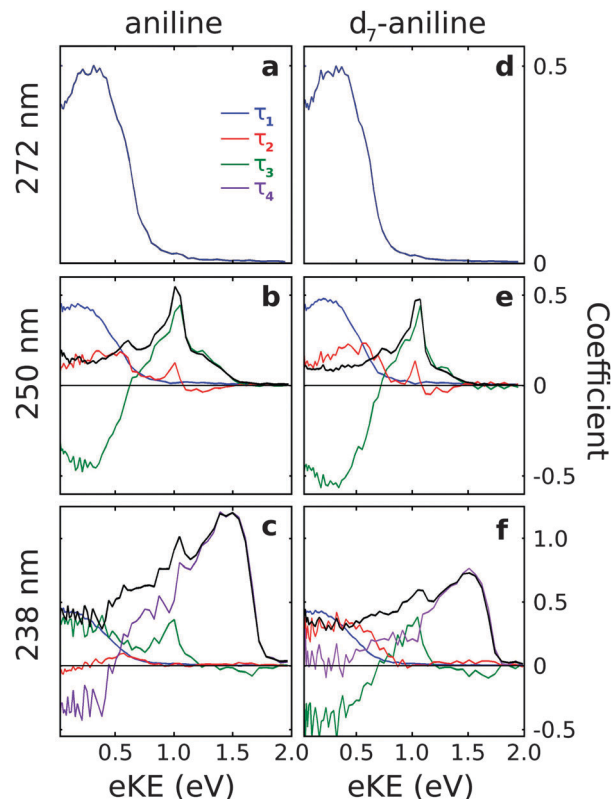 aniline d₇-aniline
272 nm
a
d
τ₁
τ₂
τ₃
τ₄
0.5
0
250 nm
b
e
0.5
0
-0.5
Coefficient
238 nm
c
f
1.0
0.5
0
-0.5
0.5 1.0 1.5 2.0 0.5 1.0 1.5 2.0
eKE (eV) eKE (eV)